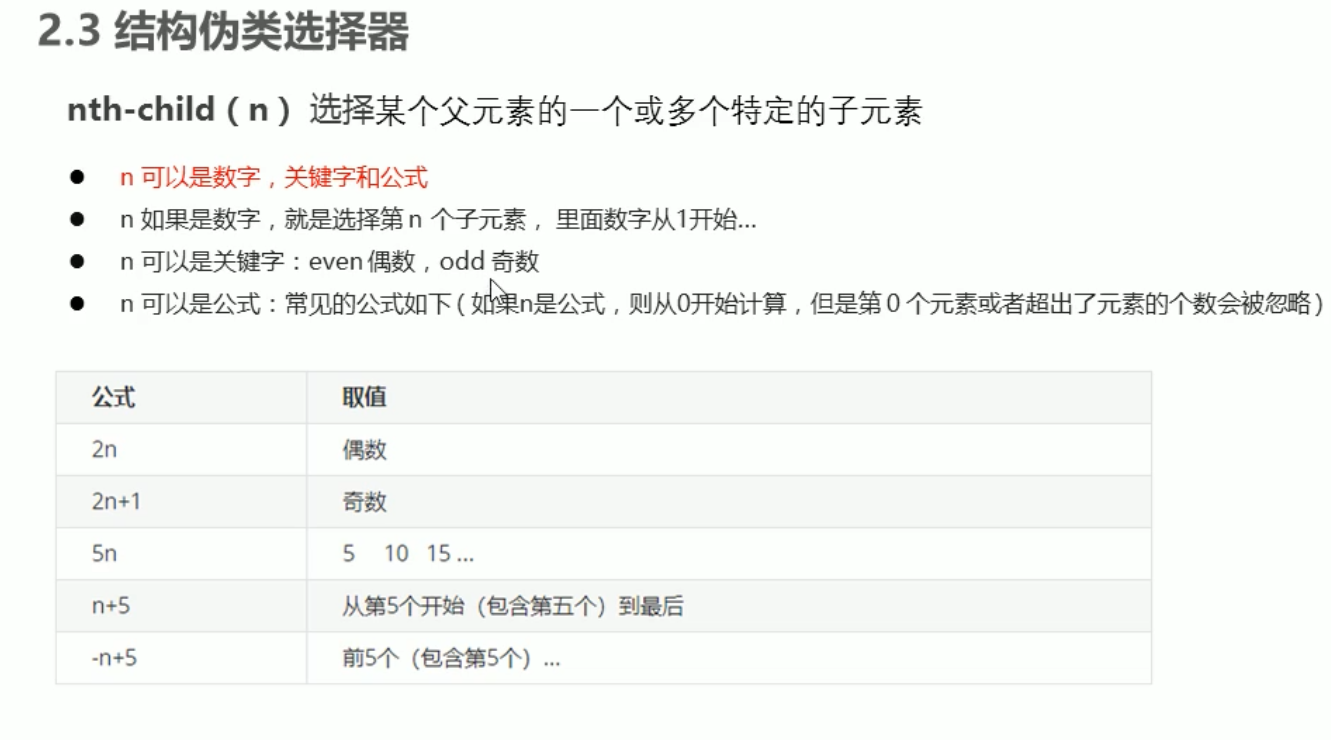 2.3 结构伪类选择器
nth-child（n）选择某个父元素的一个或多个特定的子元素
● n 可以是数字，关键字和公式
● n 如果是数字，就是选择第 n 个子元素， 里面数字从1开始...
● n 可以是关键字：even 偶数，odd 奇数
● n 可以是公式：常见的公式如下 ( 如果n是公式，则从0开始计算，但是第 0 个元素或者超出了元素的个数会被忽略 )
公式 取值
2n 偶数
2n+1 奇数
5n 5 10 15 ...
n+5 从第5个开始（包含第五个）到最后
-n+5 前5个（包含第5个）...